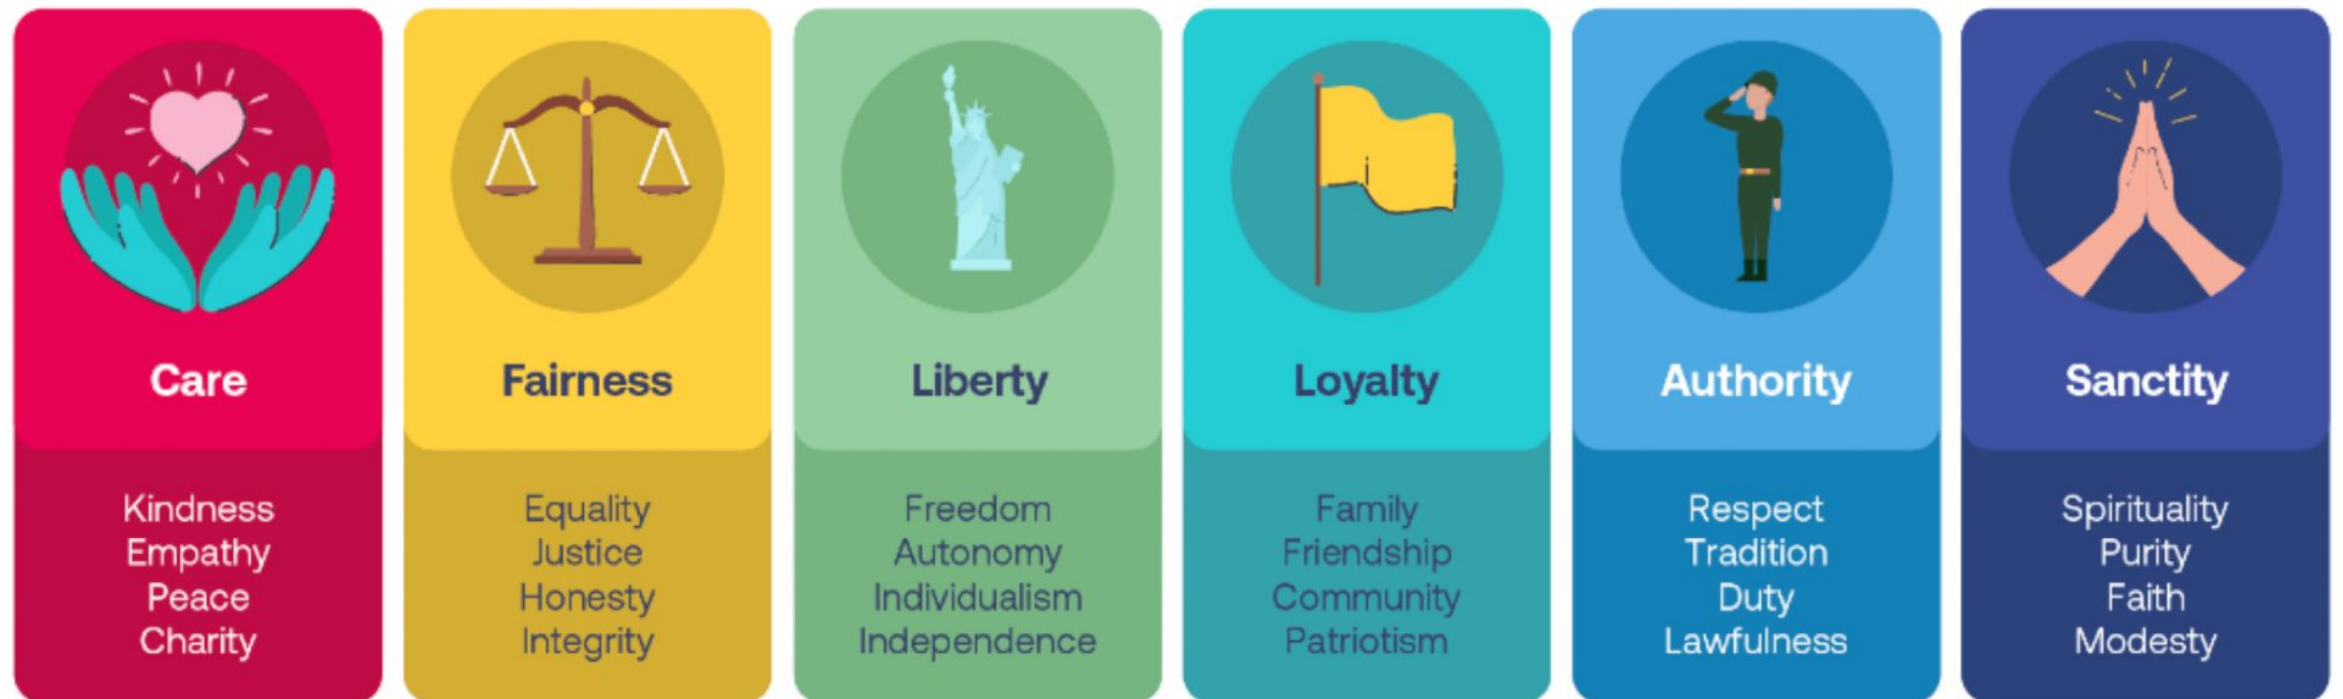 Care
Kindness
Empathy
Peace
Charity
Fairness
Equality
Justice
Honesty
Integrity
Liberty
Freedom
Autonomy
Individualism
Independence
Loyalty
Family
Friendship
Community
Patriotism
Authority
Respect
Tradition
Duty
Lawfulness
Sanctity
Spirituality
Purity
Faith
Modesty